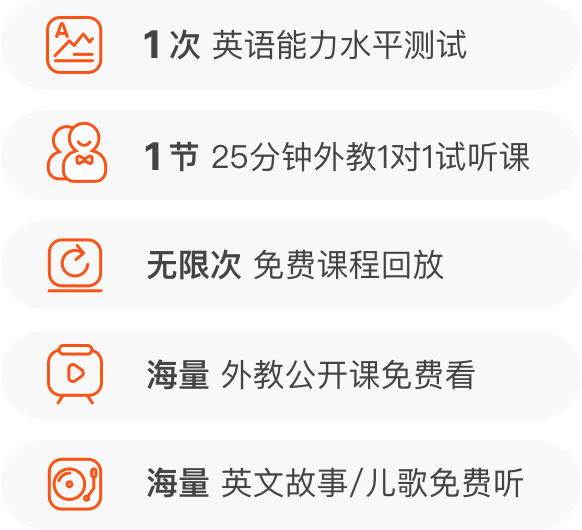 1次 英语能力水平测试
1节 25分钟外教1对1试听课
无限次 免费课程回放
海量 外教公开课免费看
海量 英文故事/儿歌免费听